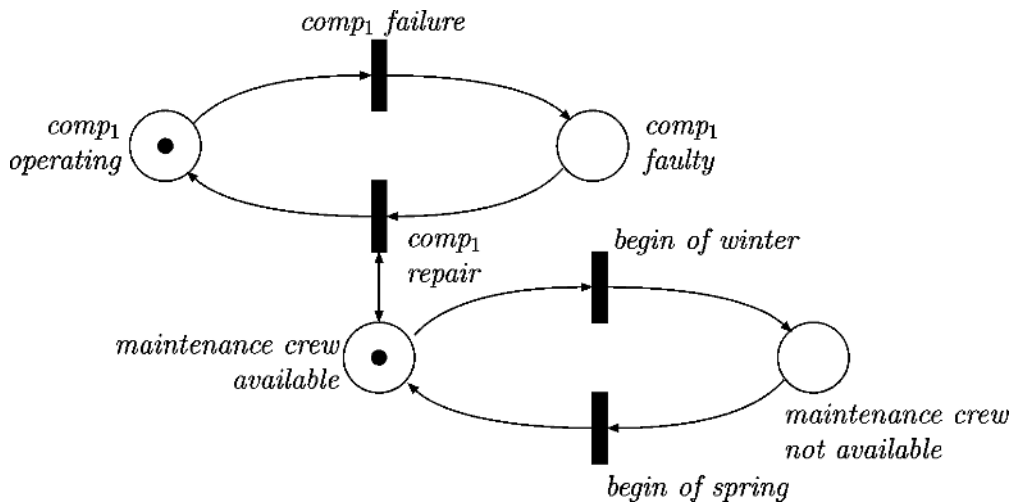 comp₁ failure
comp₁
operating
comp₁
faulty
comp₁
repair
begin of winter
maintenance crew
available
maintenance crew
not available
begin of spring